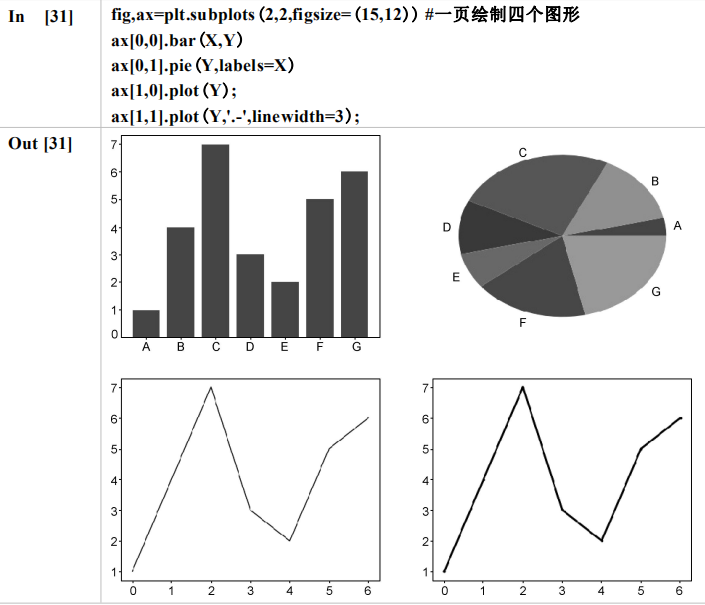 In [31]
fig,ax=plt.subplots(2,2,figsize=(15,12)) #一页绘制四个图形
ax[0,0].bar(X,Y)
ax[0,1].pie(Y,labels=X)
ax[1,0].plot(Y);
ax[1,1].plot(Y,'.-',linewidth=3);
Out [31]
7
6
5
4
3
2
1
0
A B C D E F G
C
B
A
D
E
F
G
7
6
5
4
3
2
1
0 1 2 3 4 5 6
7
6
5
4
3
2
1
0 1 2 3 4 5 6